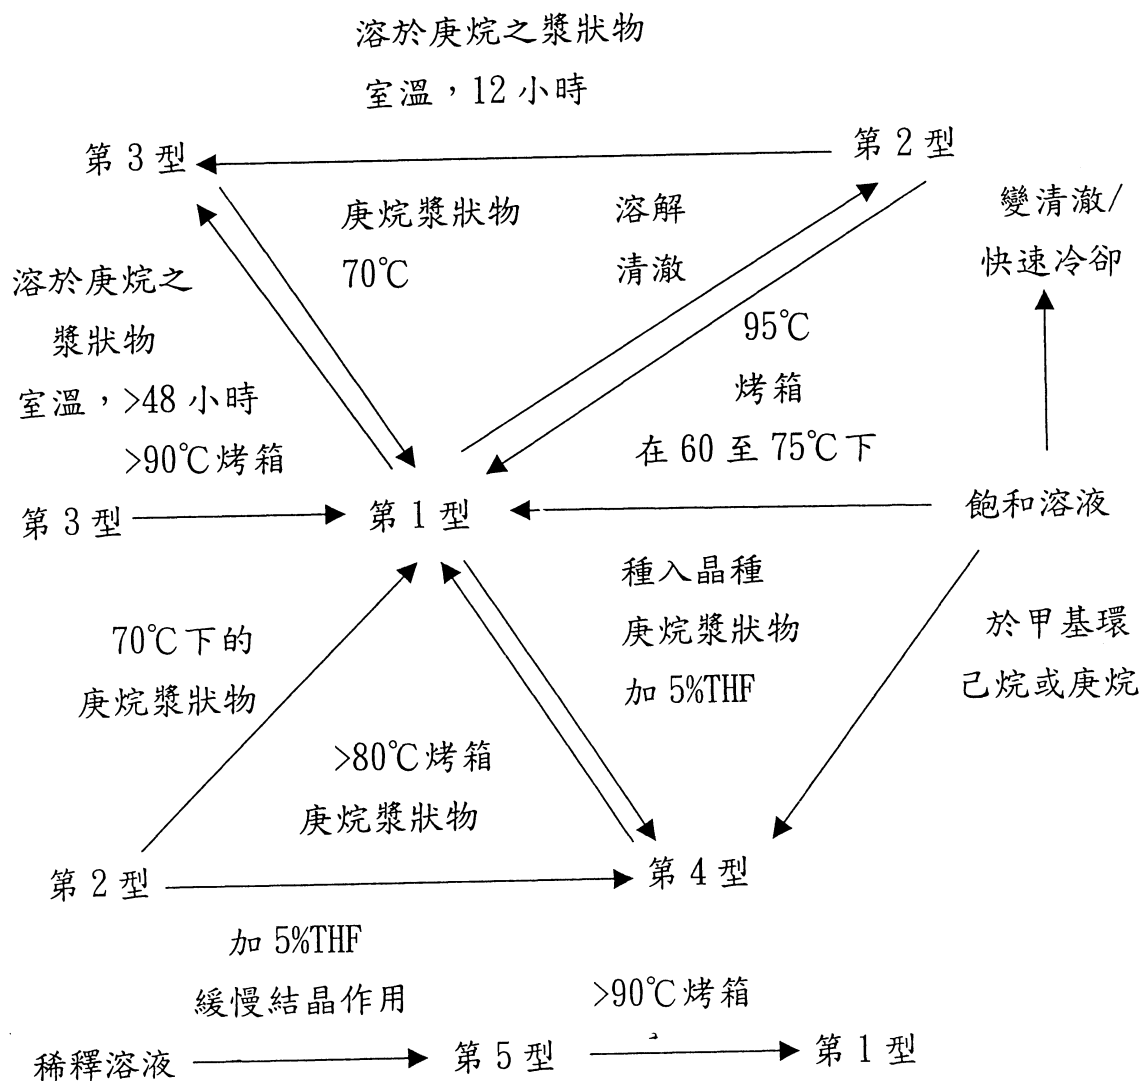 溶於庚烷之漿狀物
室溫，12 小時
第 3 型
第 2 型
庚烷漿狀物
70℃
溶解
清澈
變清澈/
快速冷卻
溶於庚烷之
漿狀物
室溫，>48 小時
95℃
烤箱
在 60 至 75℃下
>90℃烤箱
第 3 型
第 1 型
飽和溶液
種入晶種
庚烷漿狀物
加 5%THF
於甲基環
己烷或庚烷
70℃下的
庚烷漿狀物
>80℃烤箱
庚烷漿狀物
第 2 型
第 4 型
加 5%THF
緩慢結晶作用
>90℃烤箱
稀釋溶液
第 5 型
第 1 型